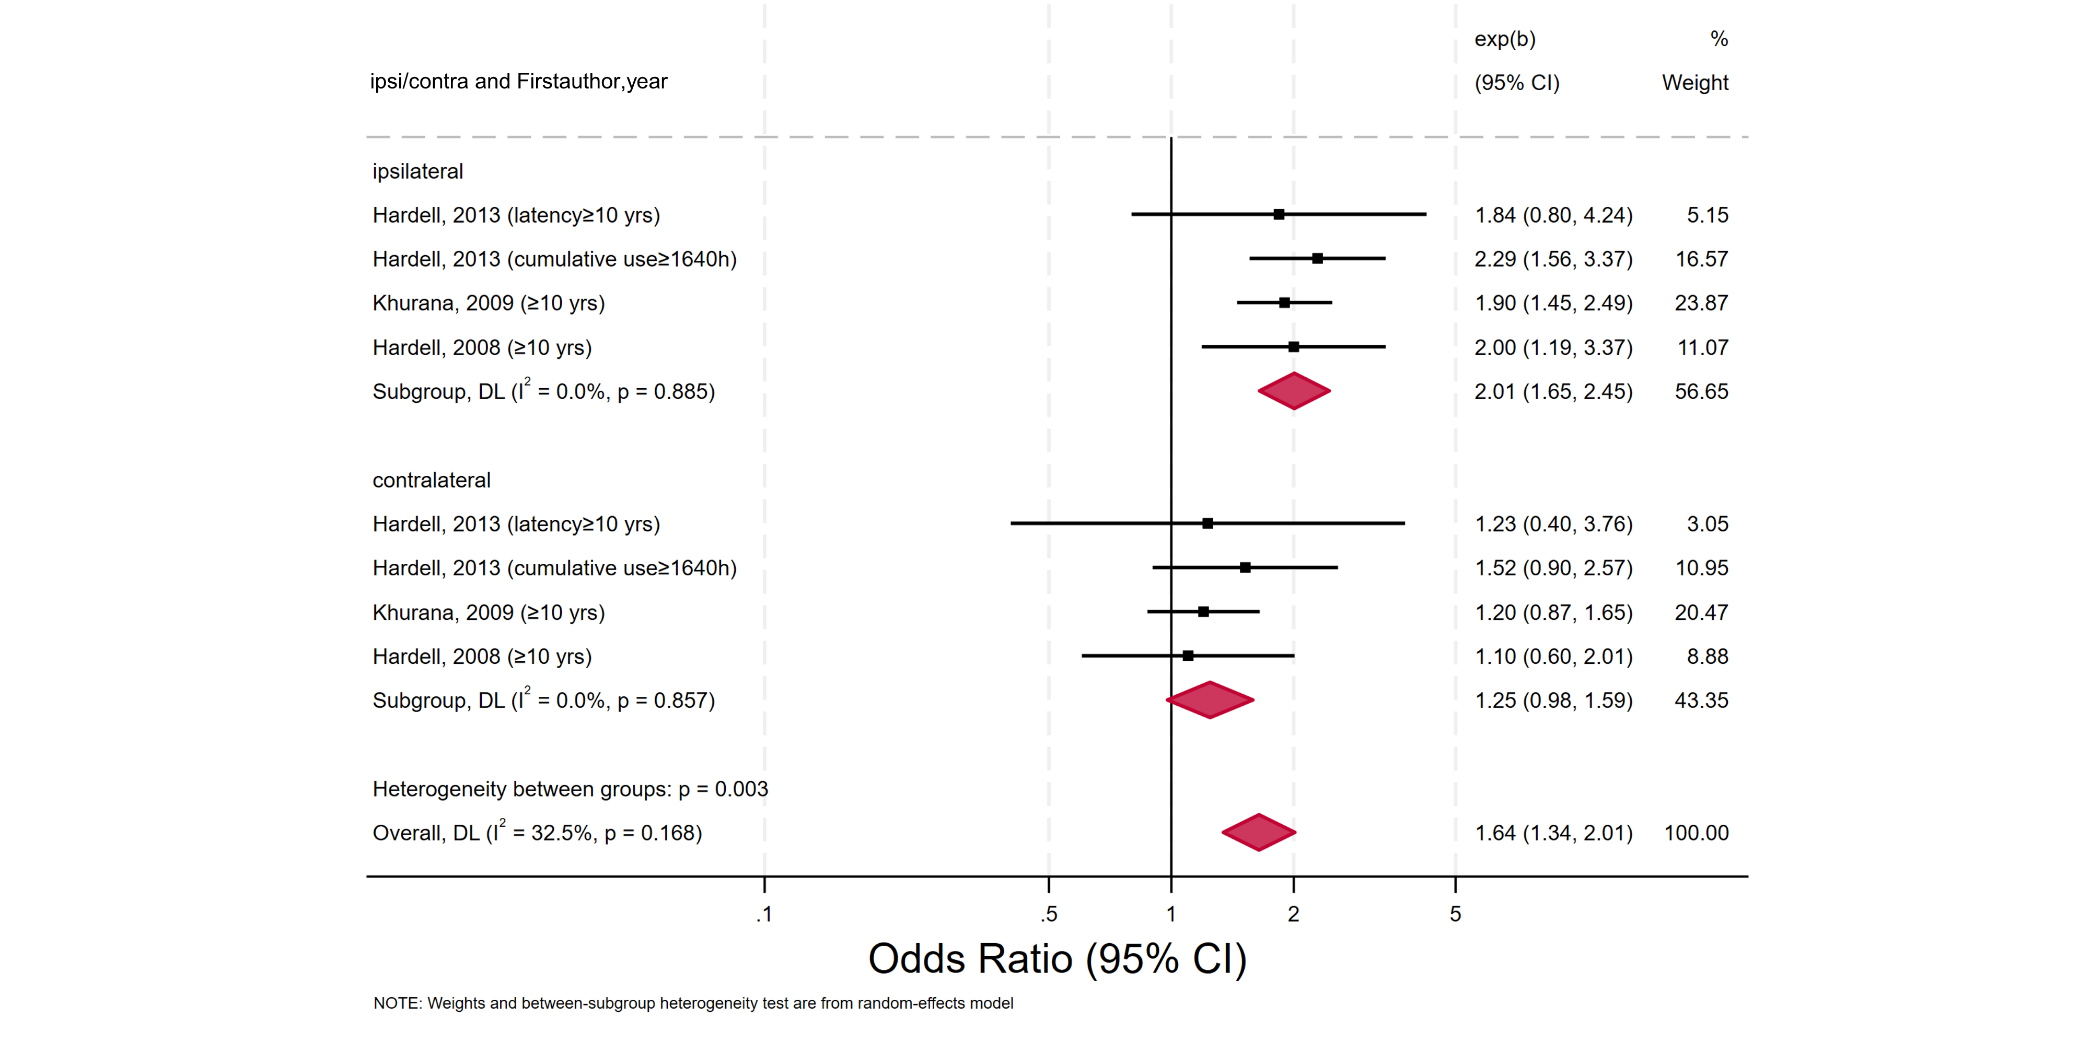 exp(b) %
ipsi/contra and Firstauthor,year (95% CI) Weight
ipsilateral
Hardell, 2013 (latency≥10 yrs) 1.84 (0.80, 4.24) 5.15
Hardell, 2013 (cumulative use≥1640h) 2.29 (1.56, 3.37) 16.57
Khurana, 2009 (≥10 yrs) 1.90 (1.45, 2.49) 23.87
Hardell, 2008 (≥10 yrs) 2.00 (1.19, 3.37) 11.07
Subgroup, DL (I² = 0.0%, p = 0.885) 2.01 (1.65, 2.45) 56.65
contralateral
Hardell, 2013 (latency≥10 yrs) 1.23 (0.40, 3.76) 3.05
Hardell, 2013 (cumulative use≥1640h) 1.52 (0.90, 2.57) 10.95
Khurana, 2009 (≥10 yrs) 1.20 (0.87, 1.65) 20.47
Hardell, 2008 (≥10 yrs) 1.10 (0.60, 2.01) 8.88
Subgroup, DL (I² = 0.0%, p = 0.857) 1.25 (0.98, 1.59) 43.35
Heterogeneity between groups: p = 0.003
Overall, DL (I² = 32.5%, p = 0.168) 1.64 (1.34, 2.01) 100.00
.1 .5 1 2 5
Odds Ratio (95% CI)
NOTE: Weights and between-subgroup heterogeneity test are from random-effects model